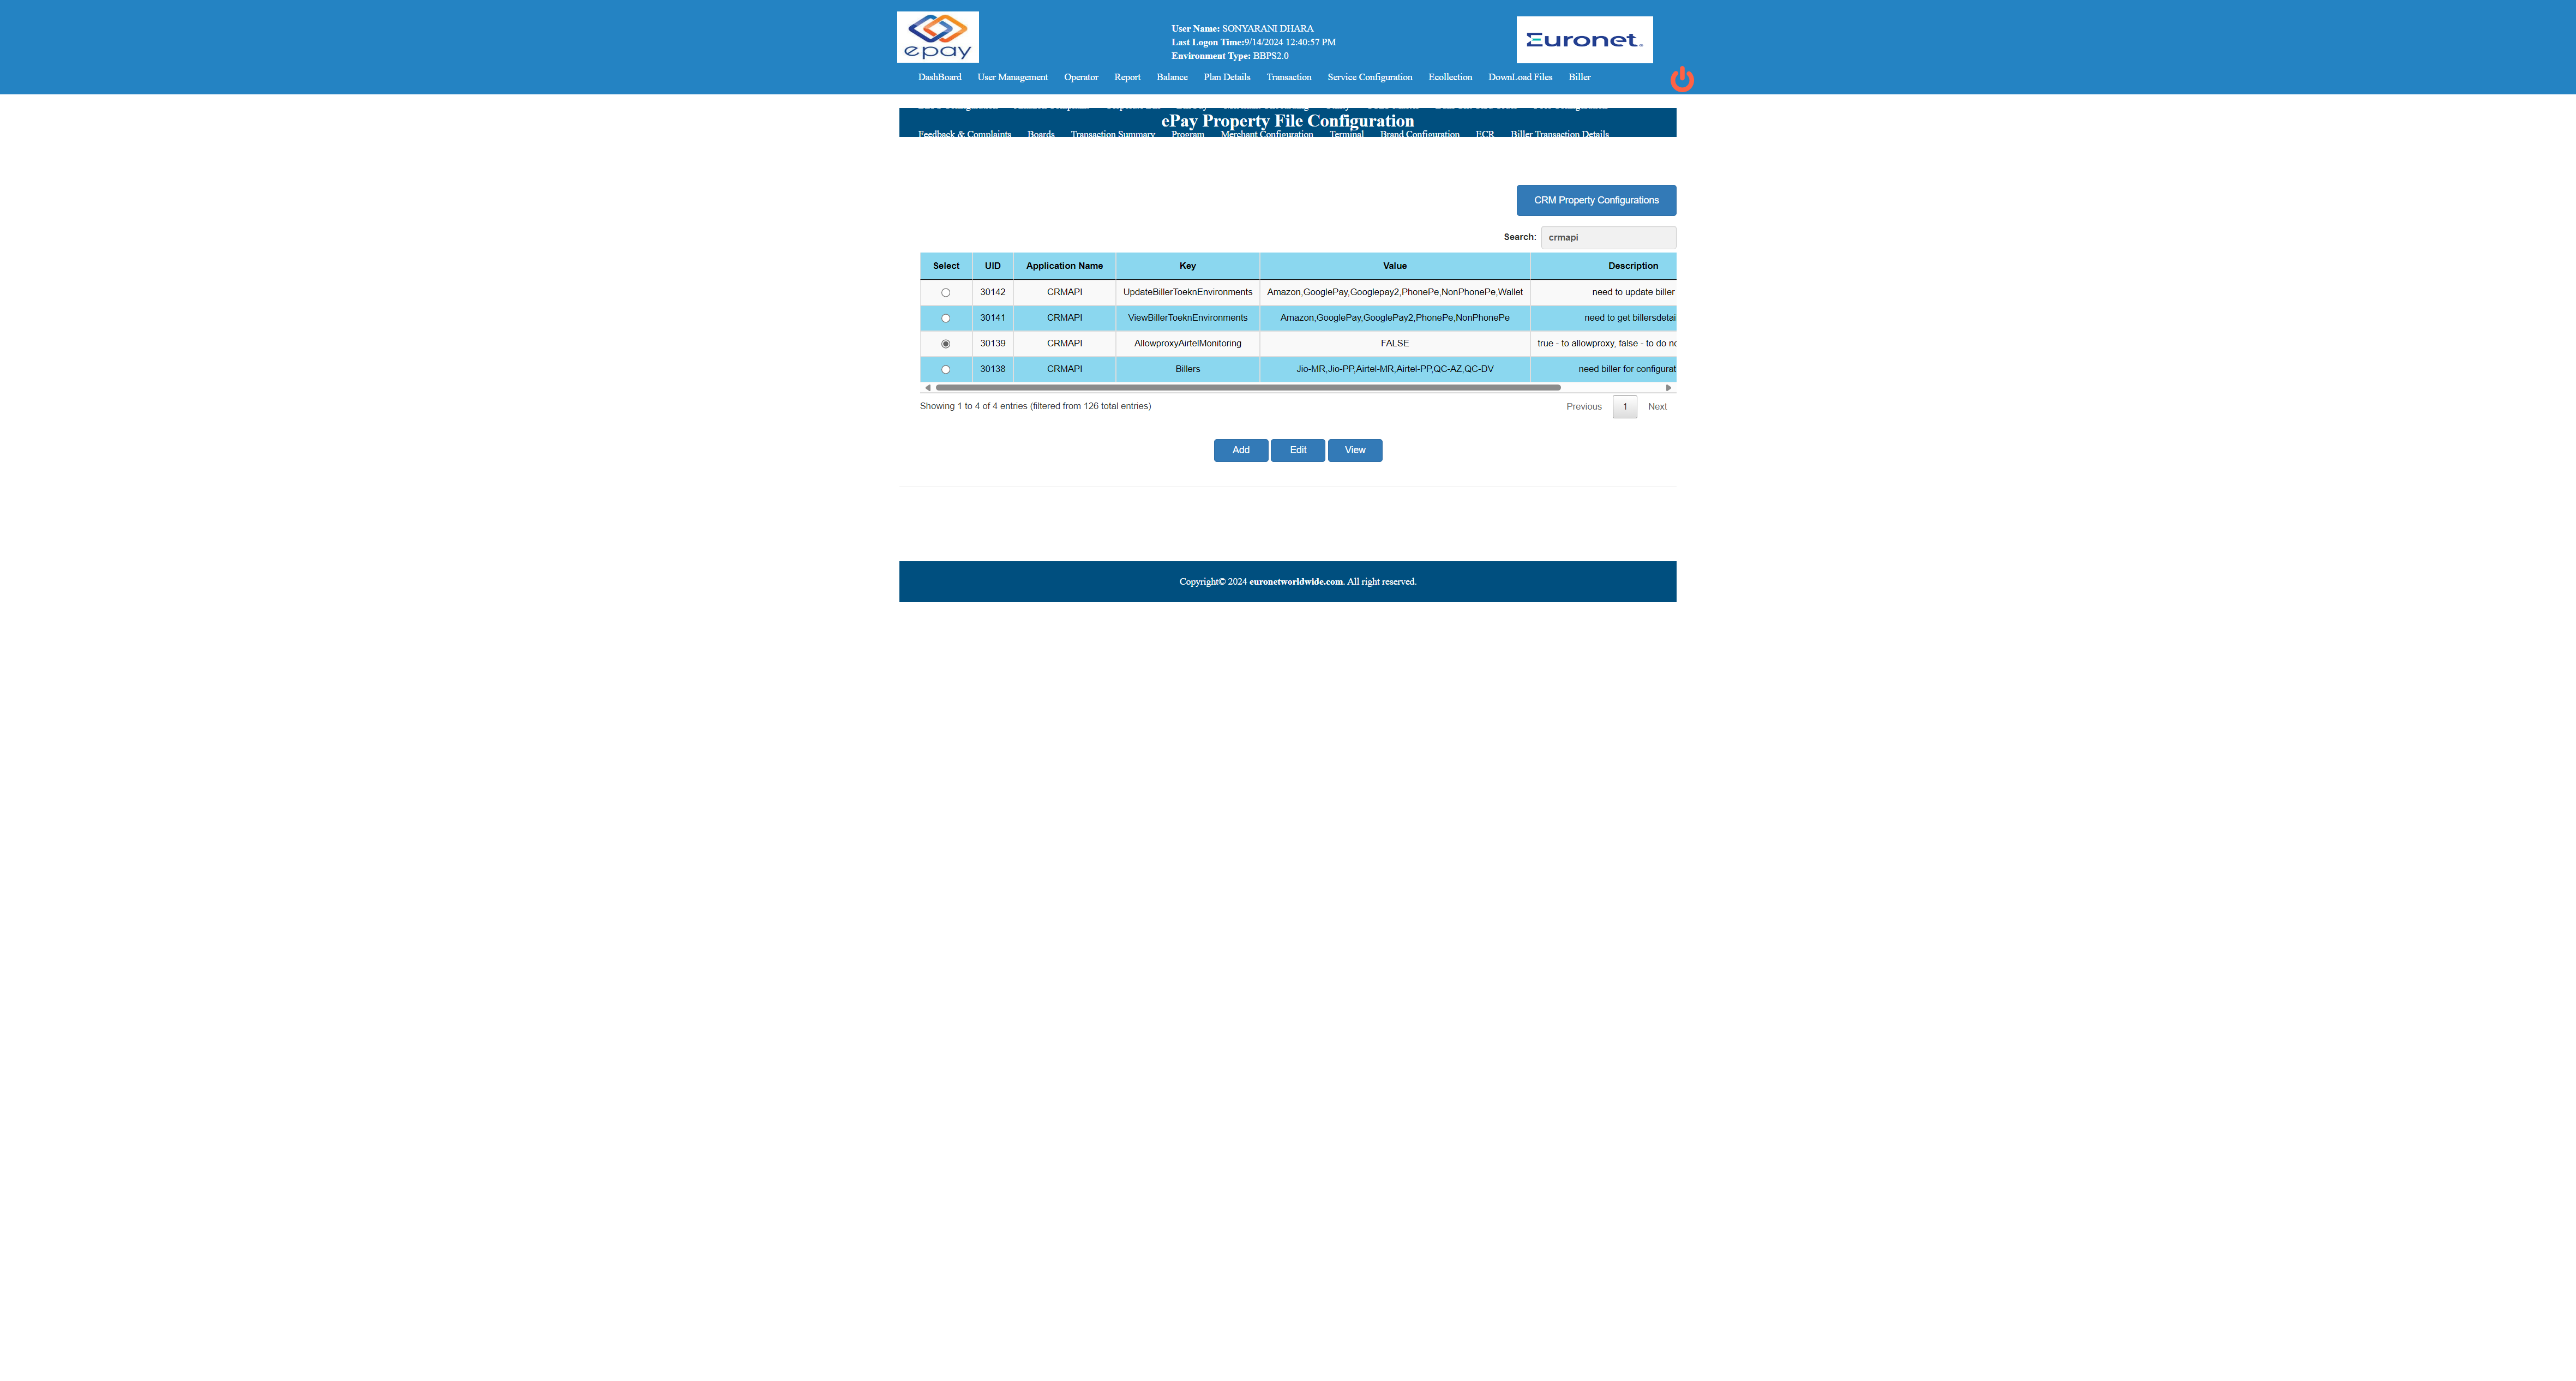 epay
User Name: SONYARANI DHARA
Last Logon Time:9/14/2024 12:40:57 PM
Environment Type: BBPS2.0
Euronet
DashBoard User Management Operator Report Balance Plan Details Transaction Service Configuration Ecollection DownLoad Files Biller
ePay Property File Configuration
Feedback & Complaints Boards Transaction Summary Program Merchant Configuration Terminal Brand Configuration ECR Biller Transaction Details
CRM Property Configurations
Search: crmapi
Select UID Application Name Key Value Description
30142 CRMAPI UpdateBillerToeknEnvironments Amazon,GooglePay,Googlepay2,PhonePe,NonPhonePe,Wallet need to update biller
30141 CRMAPI ViewBillerToeknEnvironments Amazon,GooglePay,GooglePay2,PhonePe,NonPhonePe need to get billersdetai
30139 CRMAPI AllowproxyAirtelMonitoring FALSE true - to allowproxy, false - to do no
30138 CRMAPI Billers Jio-MR,Jio-PP,Airtel-MR,Airtel-PP,QC-AZ,QC-DV need biller for configurat
Showing 1 to 4 of 4 entries (filtered from 126 total entries)
Previous 1 Next
Add Edit View
Copyright© 2024 euronetworldwide.com. All right reserved.